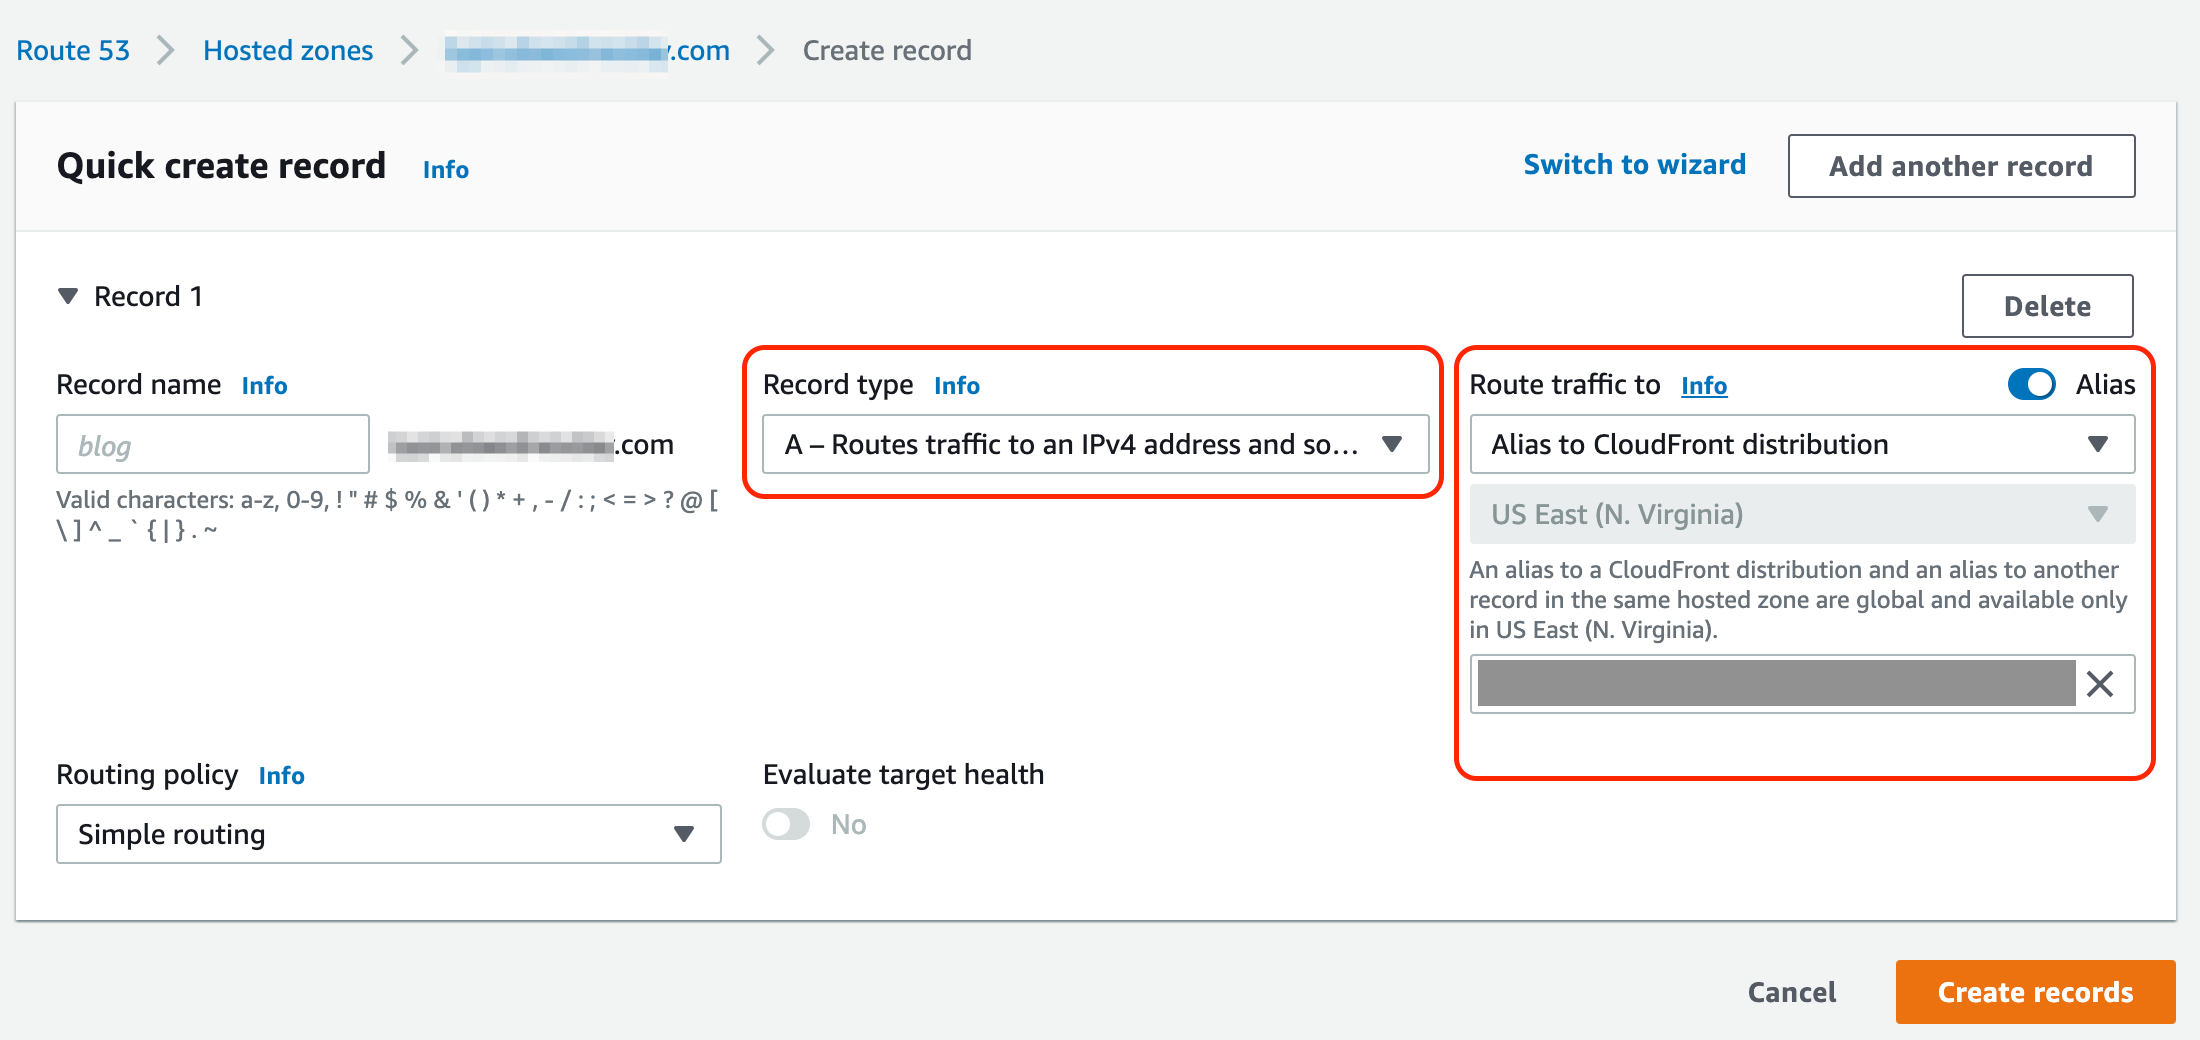 Route 53 Hosted zones .com Create record
Quick create record Info
Switch to wizard
Add another record
Record 1
Delete
Record name Info
blog
.com
Valid characters: a-z, 0-9, ! " # $ % & ' ( ) * + , - / : ; < = > ? @ [
\ ] ^ _ ` { | } . ~
Record type Info
A – Routes traffic to an IPv4 address and so...
Route traffic to Info
Alias
Alias to CloudFront distribution
US East (N. Virginia)
An alias to a CloudFront distribution and an alias to another
record in the same hosted zone are global and available only
in US East (N. Virginia).
Routing policy Info
Simple routing
Evaluate target health
No
Cancel
Create records